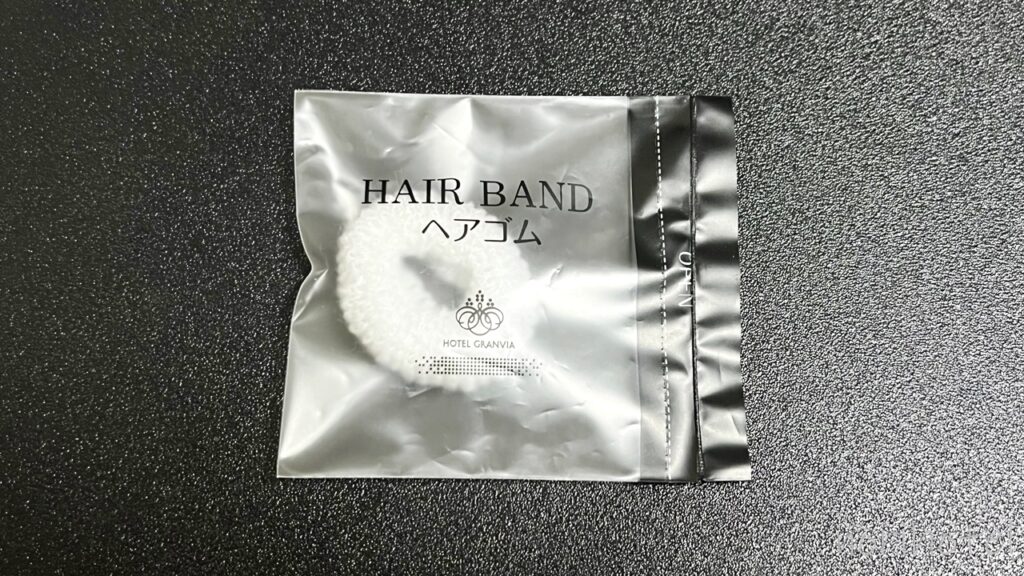 HAIR BAND
ヘアゴム
HOTEL GRANVIA
OPEN